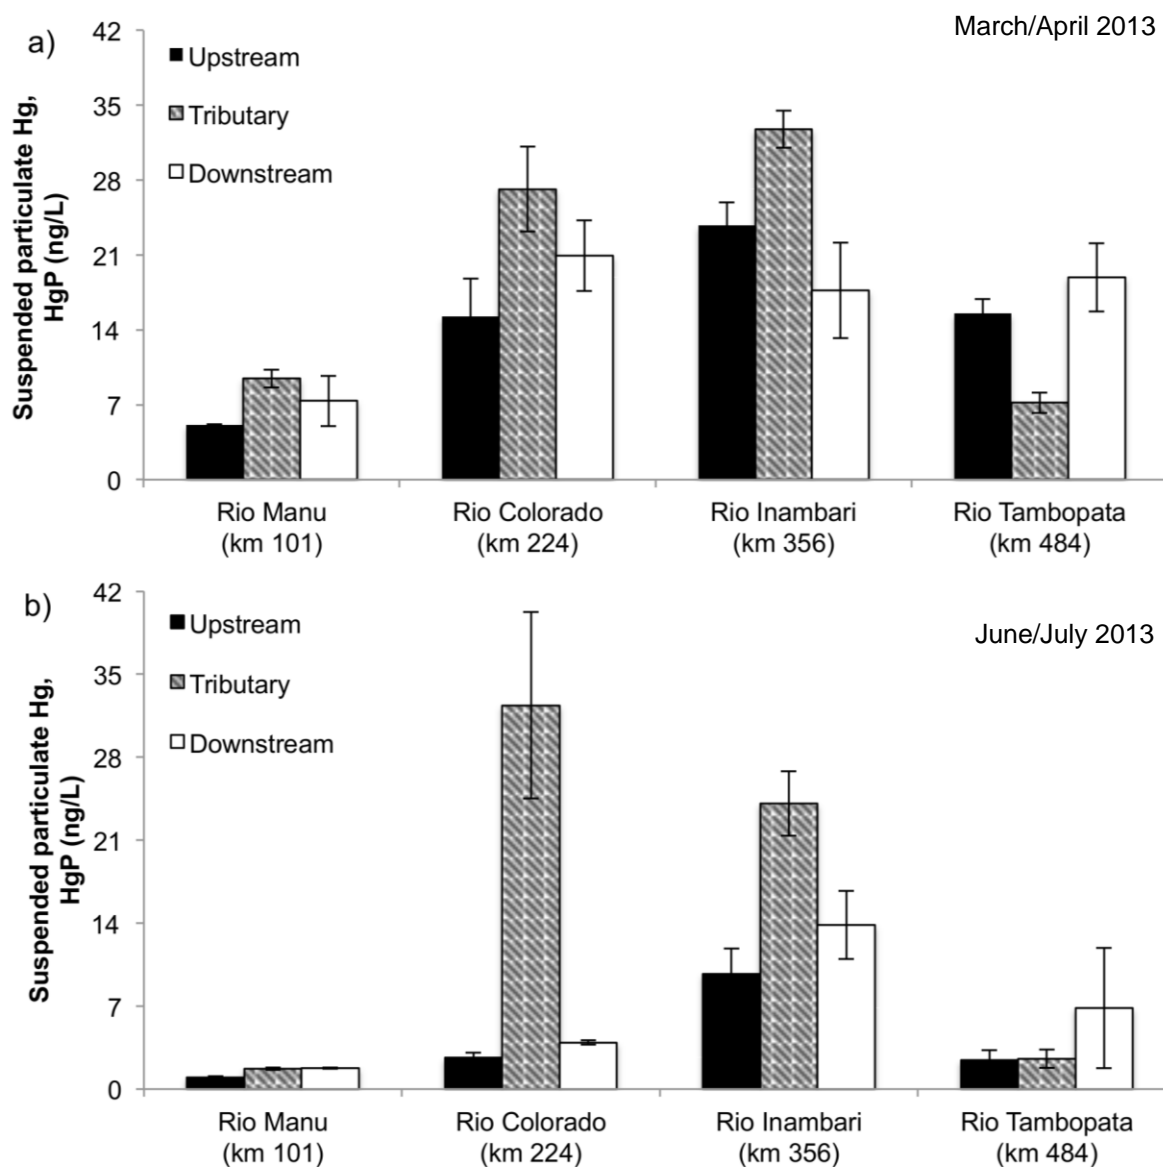 a)
March/April 2013
Upstream
Tributary
Downstream
Suspended particulate Hg,
HgP (ng/L)
42
35
28
21
14
7
0
Rio Manu
(km 101)
Rio Colorado
(km 224)
Rio Inambari
(km 356)
Rio Tambopata
(km 484)
b)
June/July 2013
Upstream
Tributary
Downstream
Suspended particulate Hg,
HgP (ng/L)
42
35
28
21
14
7
0
Rio Manu
(km 101)
Rio Colorado
(km 224)
Rio Inambari
(km 356)
Rio Tambopata
(km 484)